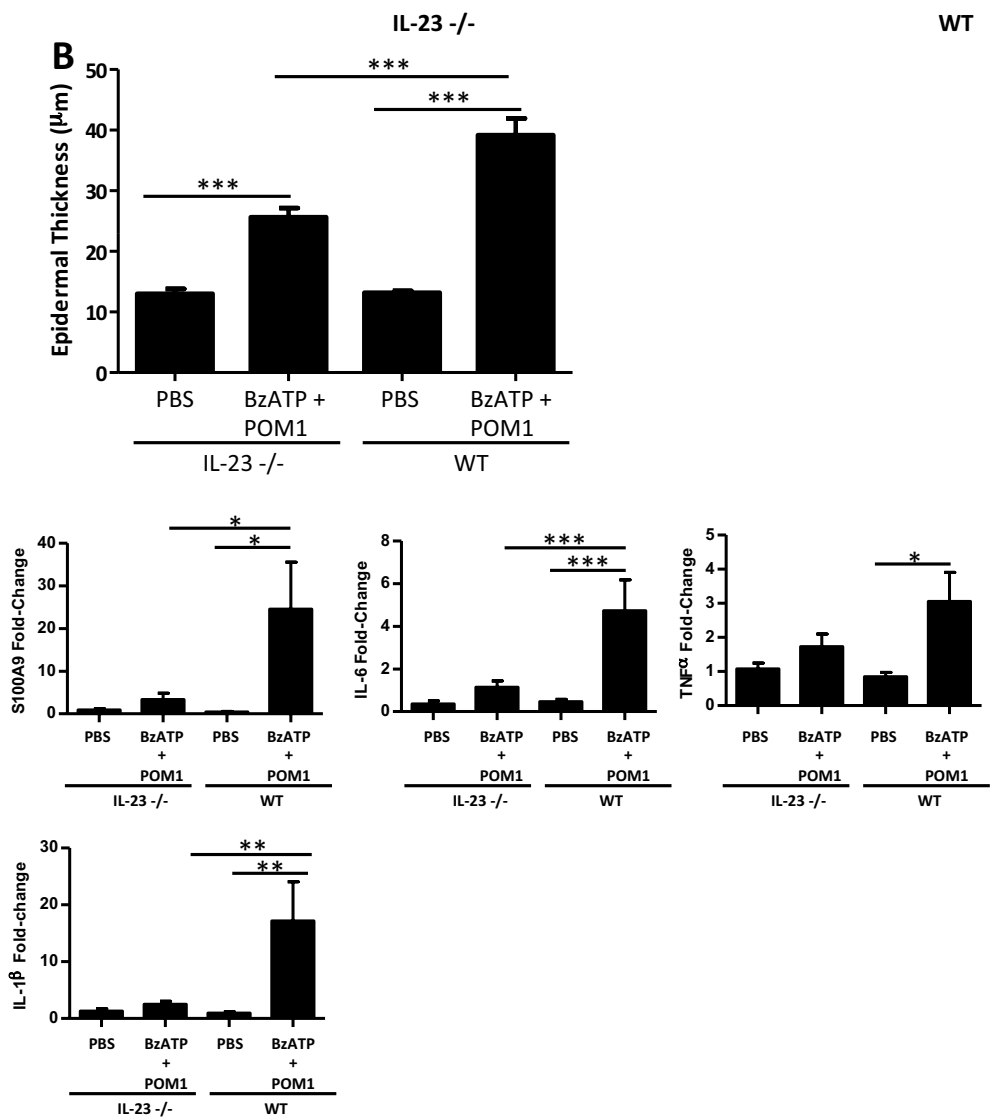 IL-23 -/- WT
B
Epidermal Thickness (μm)
50
40
30
20
10
0
***
***
***
PBS BzATP + PBS BzATP +
POM1 POM1
IL-23 -/- WT
S100A9 Fold-Change
40
30
20
10
0
*
*
PBS BzATP PBS BzATP
+ +
POM1 POM1
IL-23 -/- WT
IL-6 Fold-Change
8
6
4
2
0
***
***
PBS BzATP PBS BzATP
+ +
POM1 POM1
IL-23 -/- WT
TNFα Fold-Change
5
4
3
2
1
0
*
PBS BzATP PBS BzATP
+ +
POM1 POM1
IL-23 -/- WT
IL-1β Fold-change
30
20
10
0
**
**
PBS BzATP PBS BzATP
+ +
POM1 POM1
IL-23 -/- WT